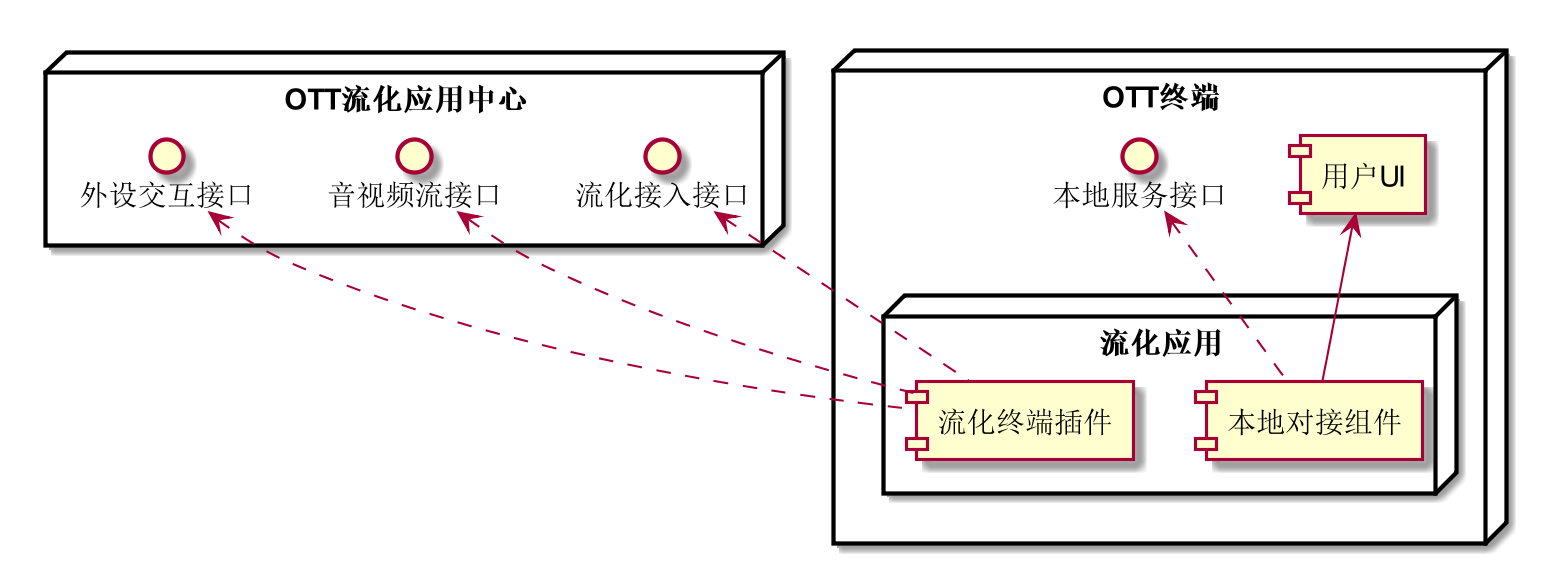 OTT流化应用中心
外设交互接口
音视频流接口
流化接入接口
OTT终端
本地服务接口
用户UI
流化应用
流化终端插件
本地对接组件